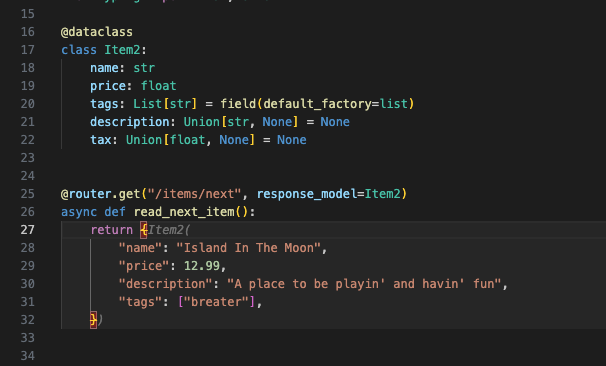 15
16 @dataclass
17 class Item2:
18 name: str
19 price: float
20 tags: List[str] = field(default_factory=list)
21 description: Union[str, None] = None
22 tax: Union[float, None] = None
23
24
25 @router.get("/items/next", response_model=Item2)
26 async def read_next_item():
27 return {Item2(
28 "name": "Island In The Moon",
29 "price": 12.99,
30 "description": "A place to be playin' and havin' fun",
31 "tags": ["breater"],
32 })
33
34